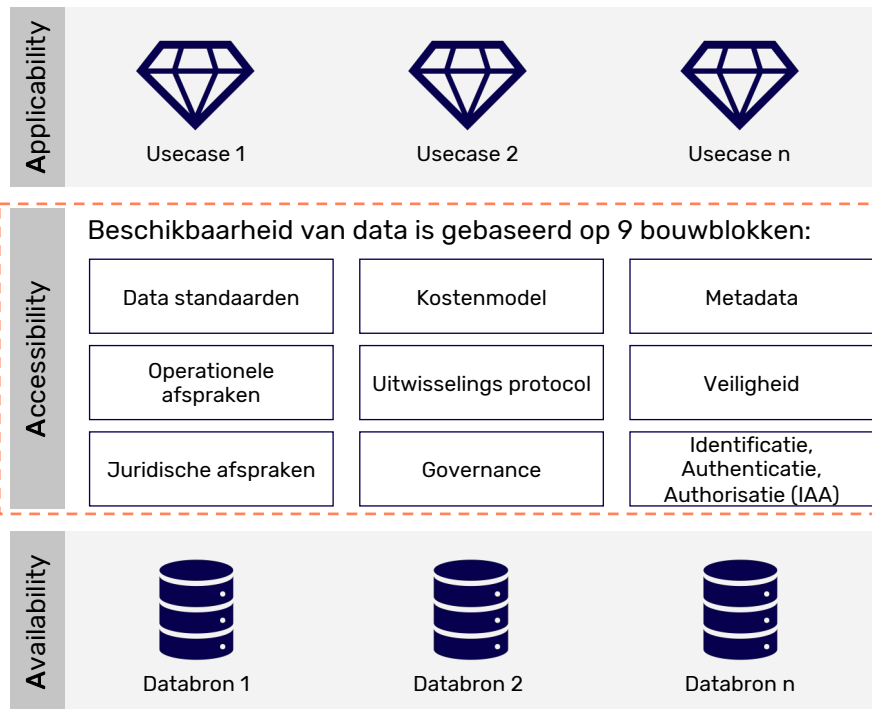 Applicability
Usecase 1
Usecase 2
Usecase n
Accessibility
Beschikbaarheid van data is gebaseerd op 9 bouwblokken:
Data standaarden
Kostenmodel
Metadata
Operationele
afspraken
Uitwisselings protocol
Veiligheid
Juridische afspraken
Governance
Identificatie,
Authenticatie,
Authorisatie (IAA)
Availability
Databron 1
Databron 2
Databron n